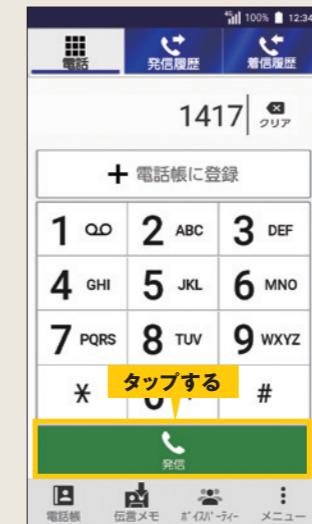 4G 100% 12:34
電話 発信履歴 着信履歴
1417 クリア
+ 電話帳に登録
1 2 ABC 3 DEF
4 GHI 5 JKL 6 MNO
7 PQRS 8 TUV 9 WXYZ
タップする
* 0 #
発信
電話帳 伝言メモ ﾎﾞｲｽﾊﾟｰﾃｨｰ メニュー